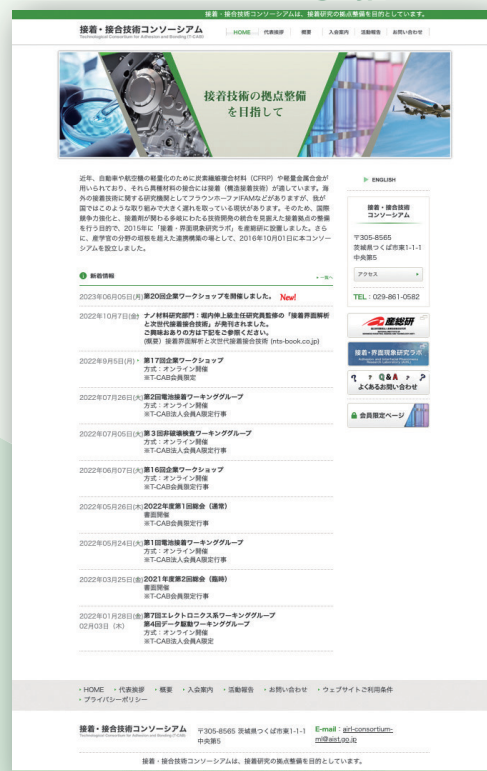 接着・接合技術コンソーシアムは、接着研究の拠点整備を目的としています。
接着・接合技術コンソーシアム
Technological Consortium for Adhesion and Bonding (T-CAB)
HOME 代表挨拶 概要 入会案内 活動報告 お問い合わせ
接着技術の拠点整備
を目指して
近年、自動車や航空機の軽量化のために炭素繊維複合材料（CFRP）や軽量金属合金が
用いられており、それら異種材料の接合には接着（構造接着技術）が適しています。海
外の接着技術に関する研究機関としてフラウンホーファIFAMなどがありますが、我が
国ではこのような取り組みで大きく遅れを取っている現状があります。そのため、国際
競争力強化と、接着剤が関わる多岐にわたる技術開発の統合を見据えた接着拠点の整備
を行う目的で、2015年に「接着・界面現象研究ラボ」を産総研に設置しました。さら
に、産学官の分野の垣根を超えた連携構築の場として、2016年10月01日に本コンソー
シアムを設立しました。
新着情報
一覧へ
2023年06月05日(月) 第20回企業ワークショップを開催しました。 New!
2022年10月7日(金) ナノ材料研究部門：堀内伸上級主任研究員監修の「接着界面解析
と次世代接着接合技術」が発刊されました。
ご興味おありの方は下記をご参照ください。
(概要）接着界面解析と次世代接着接合技術 (nts-book.co.jp)
2022年9月5日(月)・ 第17回企業ワークショップ
方式：オンライン開催
※T-CAB会員限定
2022年07月26日(火) 第2回電池接着ワーキンググループ
方式：オンライン開催
※T-CAB法人会員A限定行事
2022年07月05日(火) 第３回非破壊検査ワーキンググループ
方式：オンライン開催
※T-CAB法人会員A限定行事
2022年06月07日(火) 第16回企業ワークショップ
方式：オンライン開催
※T-CAB会員限定行事
2022年05月26日(木) 2022年度第1回総会（通常）
書面開催
※T-CAB会員限定行事
2022年05月24日(火) 第1回電池接着ワーキンググループ
方式：オンライン開催
※T-CAB法人会員A限定行事
2022年03月25日(金) 2021年度第2回総会（臨時）
書面開催
※T-CAB会員限定行事
2022年01月28日(金) 第7回エレクトロニクス系ワーキンググループ
02月03日（木） 第4回データ駆動ワーキンググループ
方式：オンライン開催
※T-CAB法人会員A限定
ENGLISH
接着・接合技術
コンソーシアム
〒305-8565
茨城県つくば市東1-1-1
中央第5
アクセス
TEL：029-861-0582
産総研
接着・界面現象研究ラボ
? ? Q&A ? ?
よくあるお問い合わせ
会員限定ページ
・HOME ・代表挨拶 ・概要 ・入会案内 ・活動報告 ・お問い合わせ ・ウェブサイトご利用条件
・プライバシーポリシー
接着・接合技術コンソーシアム
Technological Consortium for Adhesion and Bonding (T-CAB)
〒305-8565 茨城県つくば市東1-1-1
中央第5
E-mail：airl-consortium-
ml@aist.go.jp
接着・接合技術コンソーシアムは、接着研究の拠点整備を目的としています。